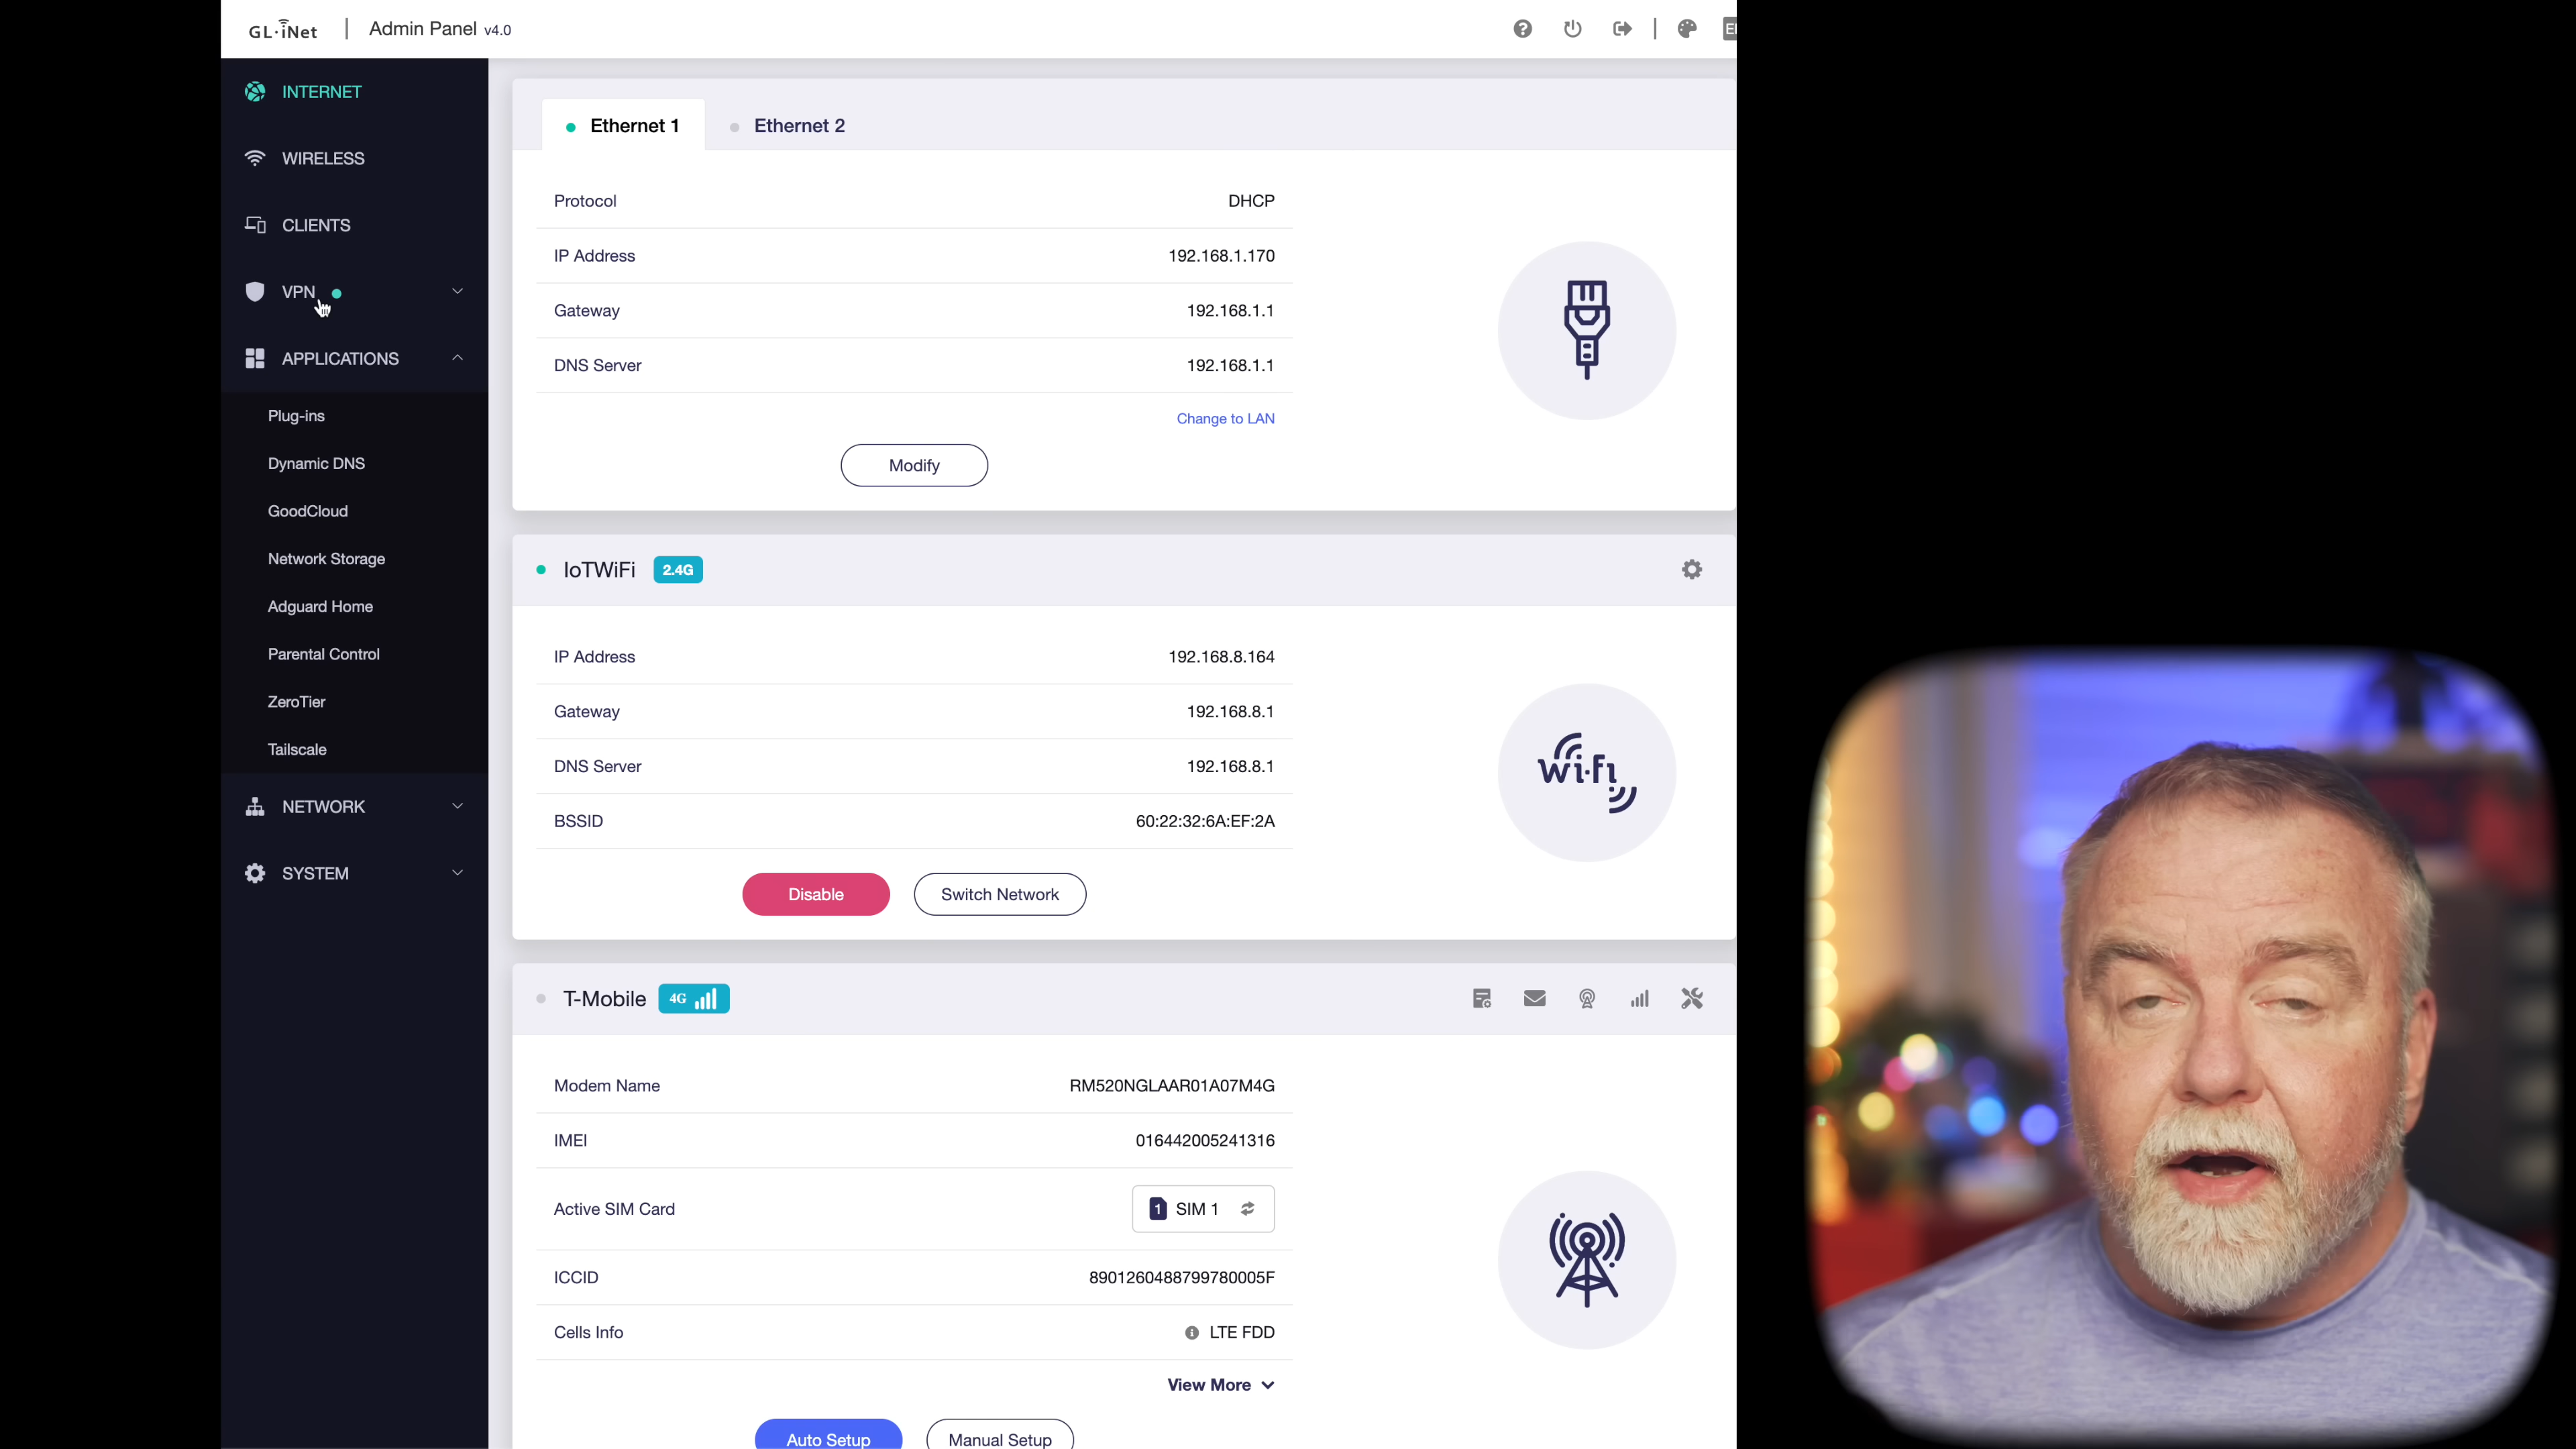 GL·iNet | Admin Panel v4.0
INTERNET
WIRELESS
CLIENTS
VPN
APPLICATIONS
Plug-ins
Dynamic DNS
GoodCloud
Network Storage
Adguard Home
Parental Control
ZeroTier
Tailscale
NETWORK
SYSTEM
Ethernet 1 Ethernet 2
Protocol DHCP
IP Address 192.168.1.170
Gateway 192.168.1.1
DNS Server 192.168.1.1
Change to LAN
Modify
IoTWiFi 2.4G
IP Address 192.168.8.164
Gateway 192.168.8.1
DNS Server 192.168.8.1
BSSID 60:22:32:6A:EF:2A
Wi-Fi
Disable Switch Network
T-Mobile 4G
Modem Name RM520NGLAAR01A07M4G
IMEI 016442005241316
Active SIM Card 1 SIM 1
ICCID 8901260488799780005F
Cells Info LTE FDD
View More
Auto Setup Manual Setup